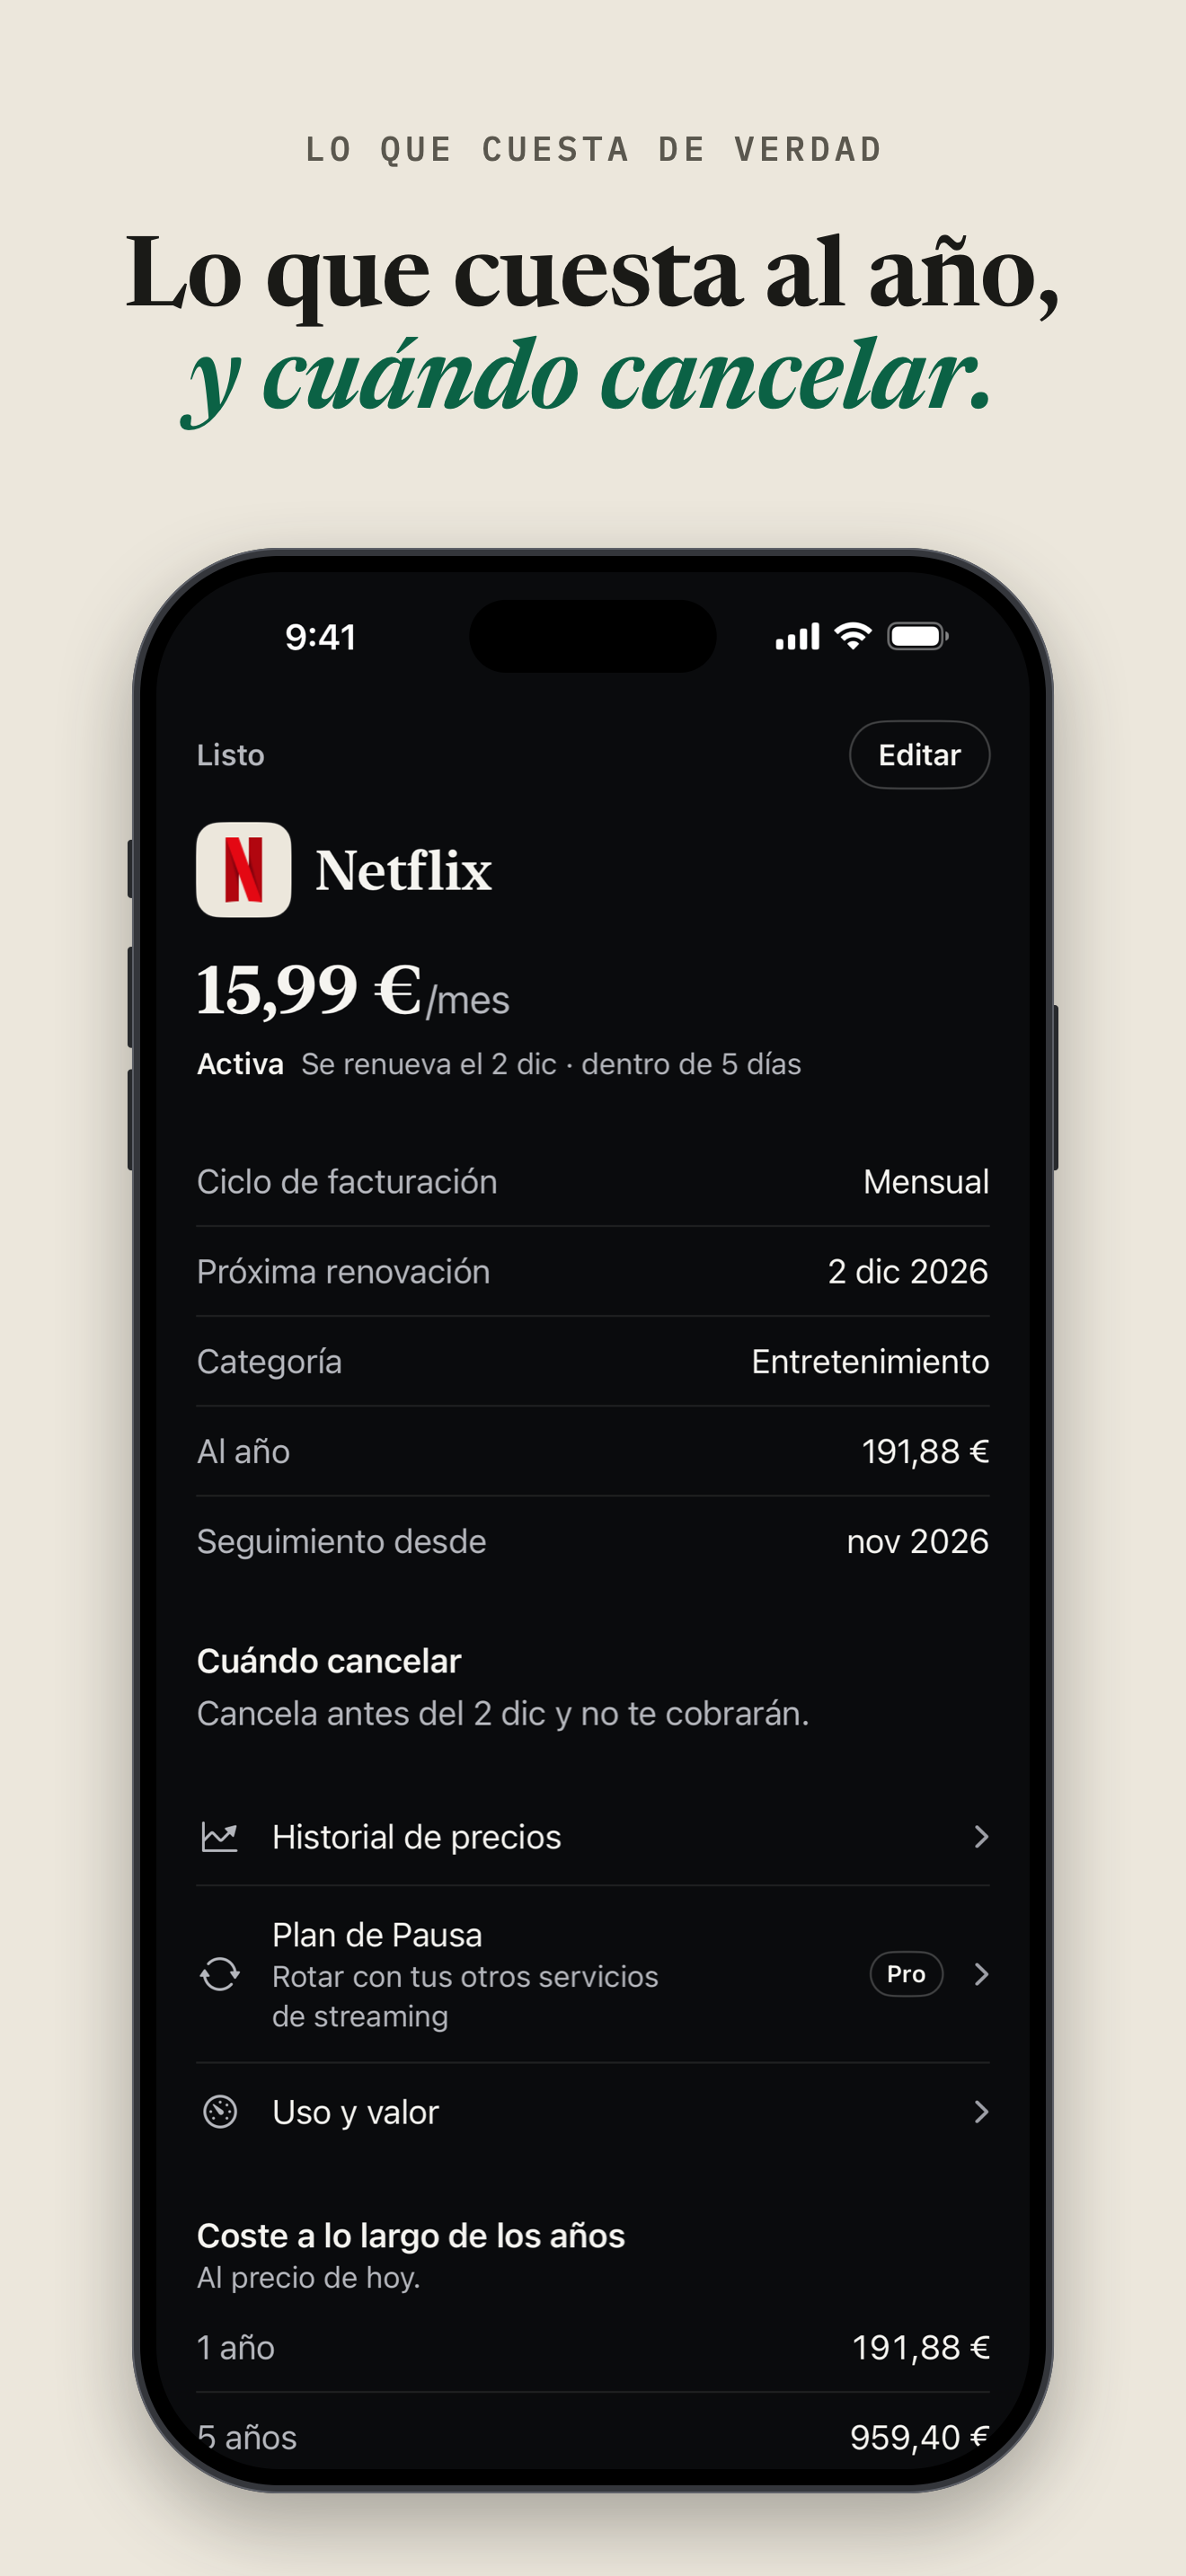 LO QUE CUESTA DE VERDAD
Lo que cuesta al año,
y cuándo cancelar.
9:41
Listo
Editar
N
Netflix
15,99 €/mes
Activa Se renueva el 2 dic · dentro de 5 días
Ciclo de facturación Mensual
Próxima renovación 2 dic 2026
Categoría Entretenimiento
Al año 191,88 €
Seguimiento desde nov 2026
Cuándo cancelar
Cancela antes del 2 dic y no te cobrarán.
Historial de precios
Plan de Pausa
Rotar con tus otros servicios
de streaming
Pro
Uso y valor
Coste a lo largo de los años
Al precio de hoy.
1 año 191,88 €
5 años 959,40 €